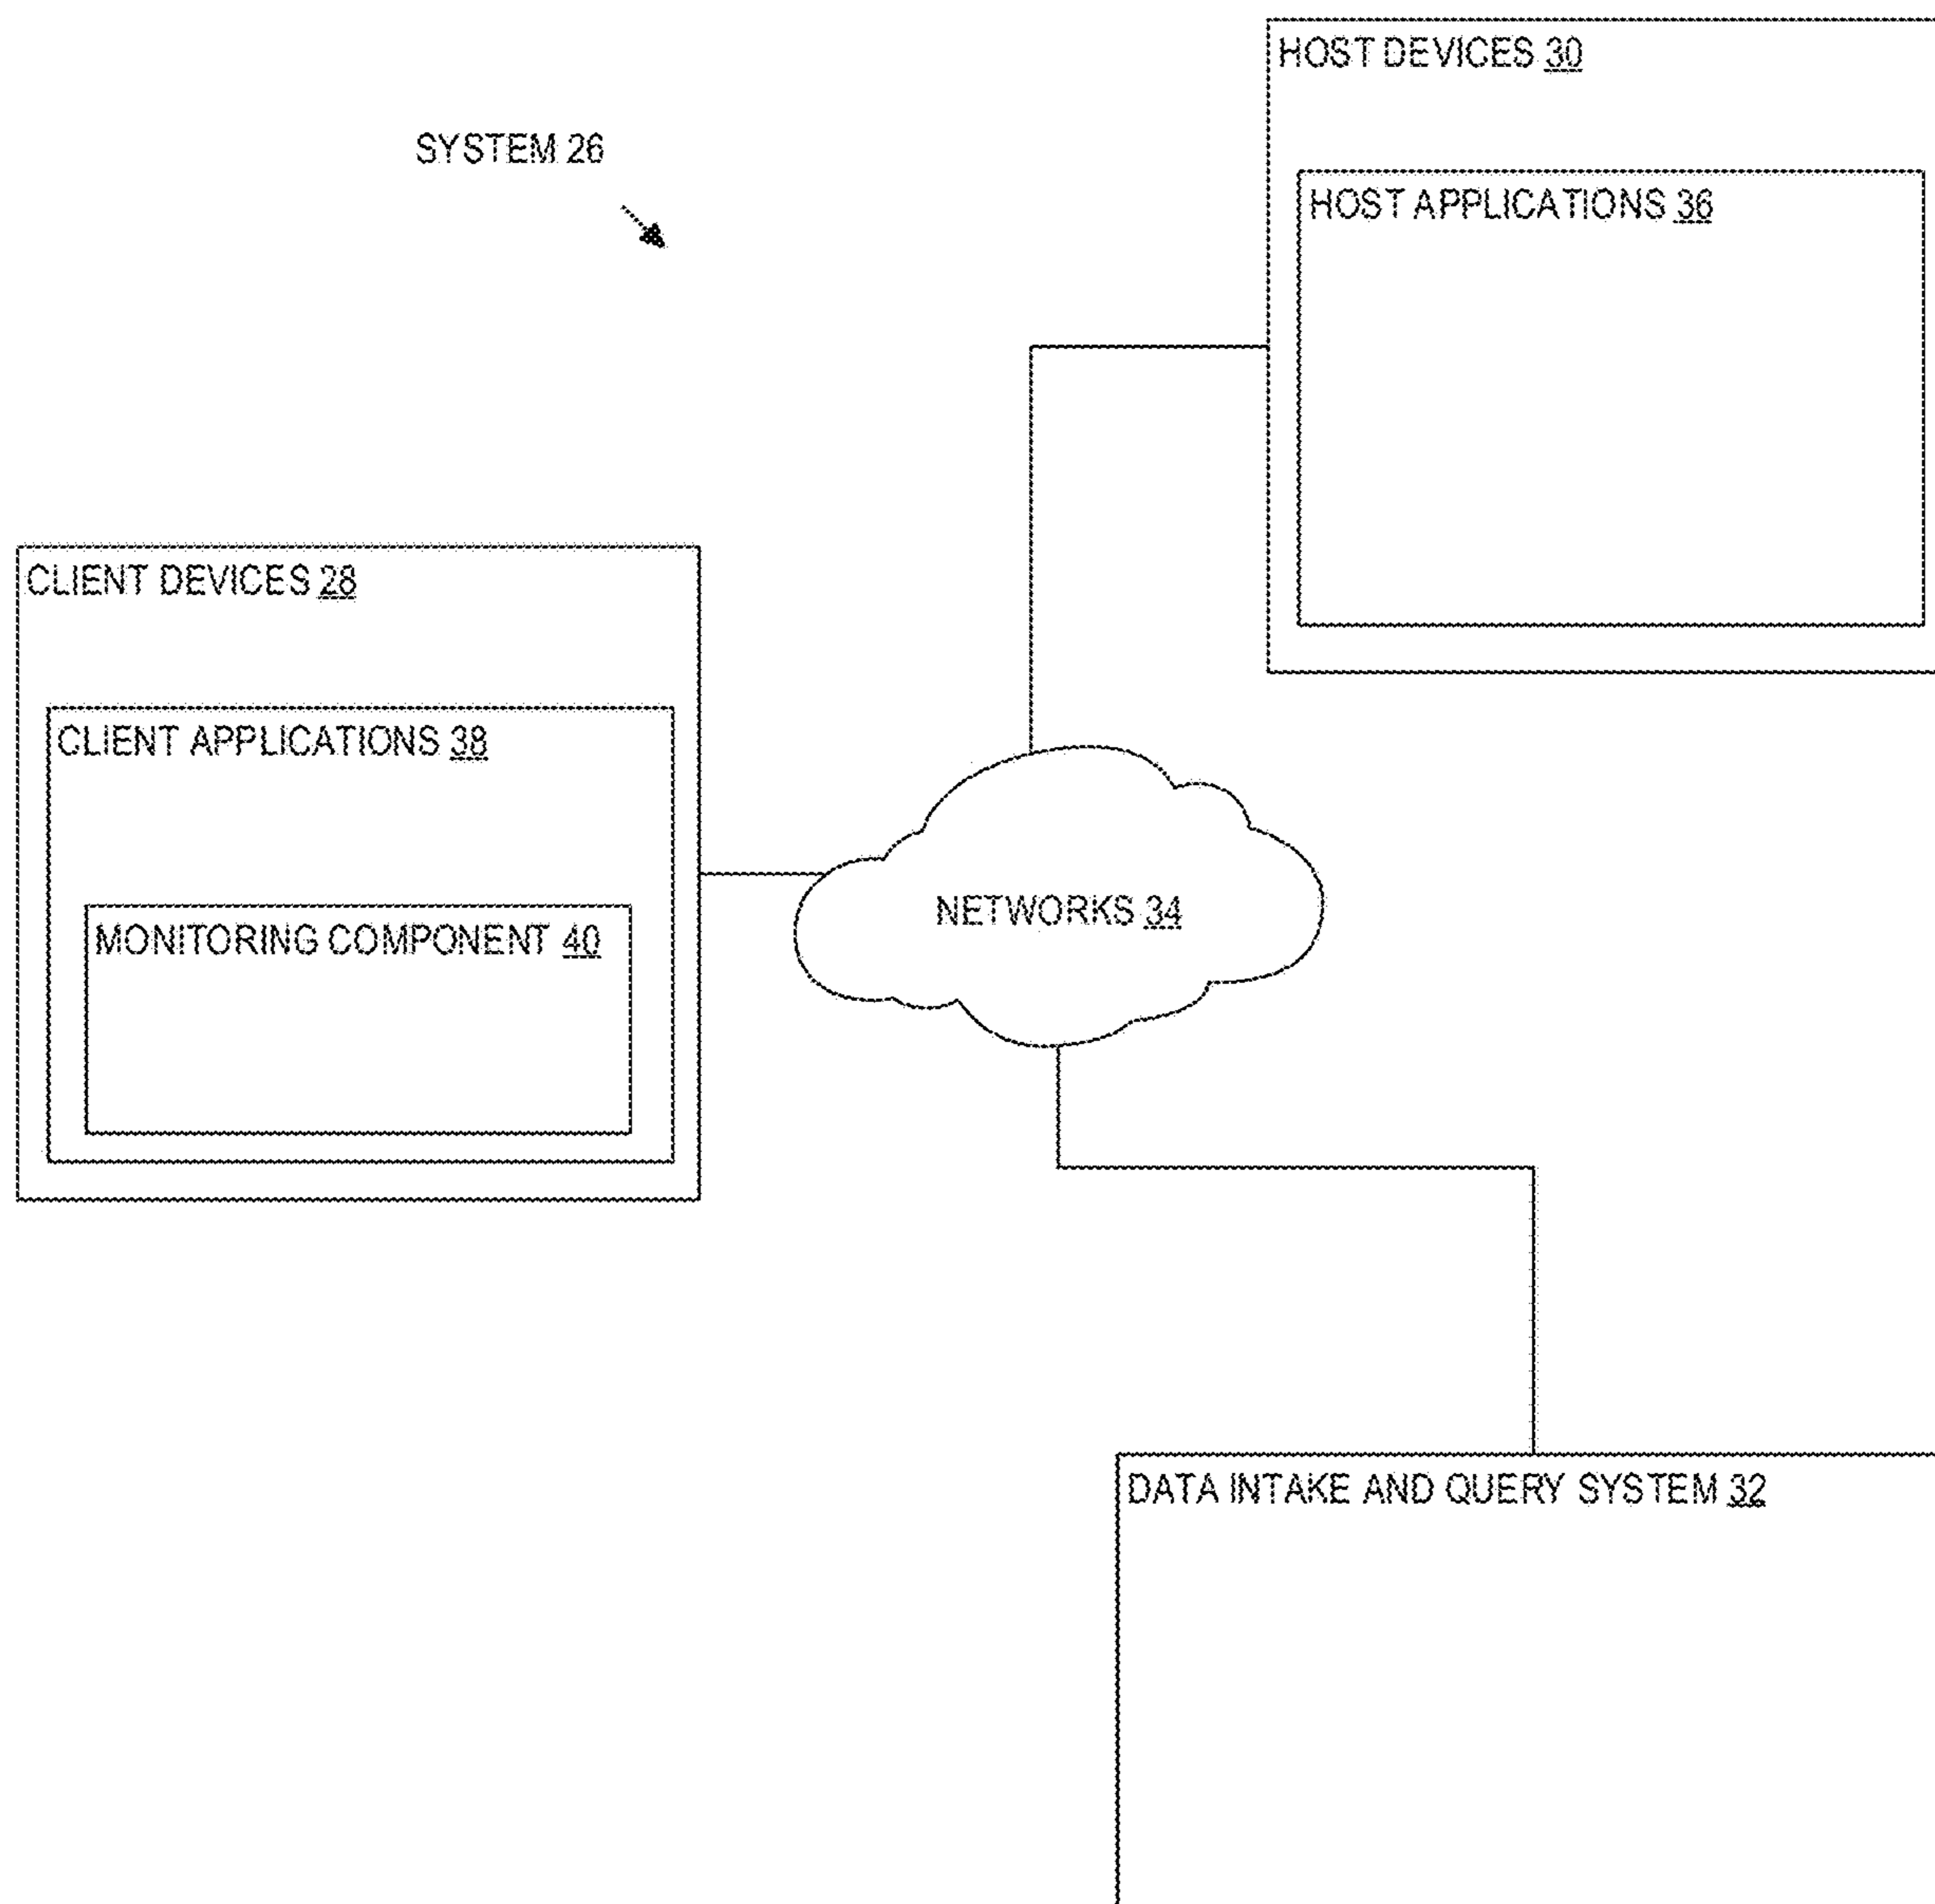 HOST DEVICES 30
SYSTEM 26
HOST APPLICATIONS 36
CLIENT DEVICES 28
CLIENT APPLICATIONS 38
NETWORKS 34
MONITORING COMPONENT 40
DATA INTAKE AND QUERY SYSTEM 32